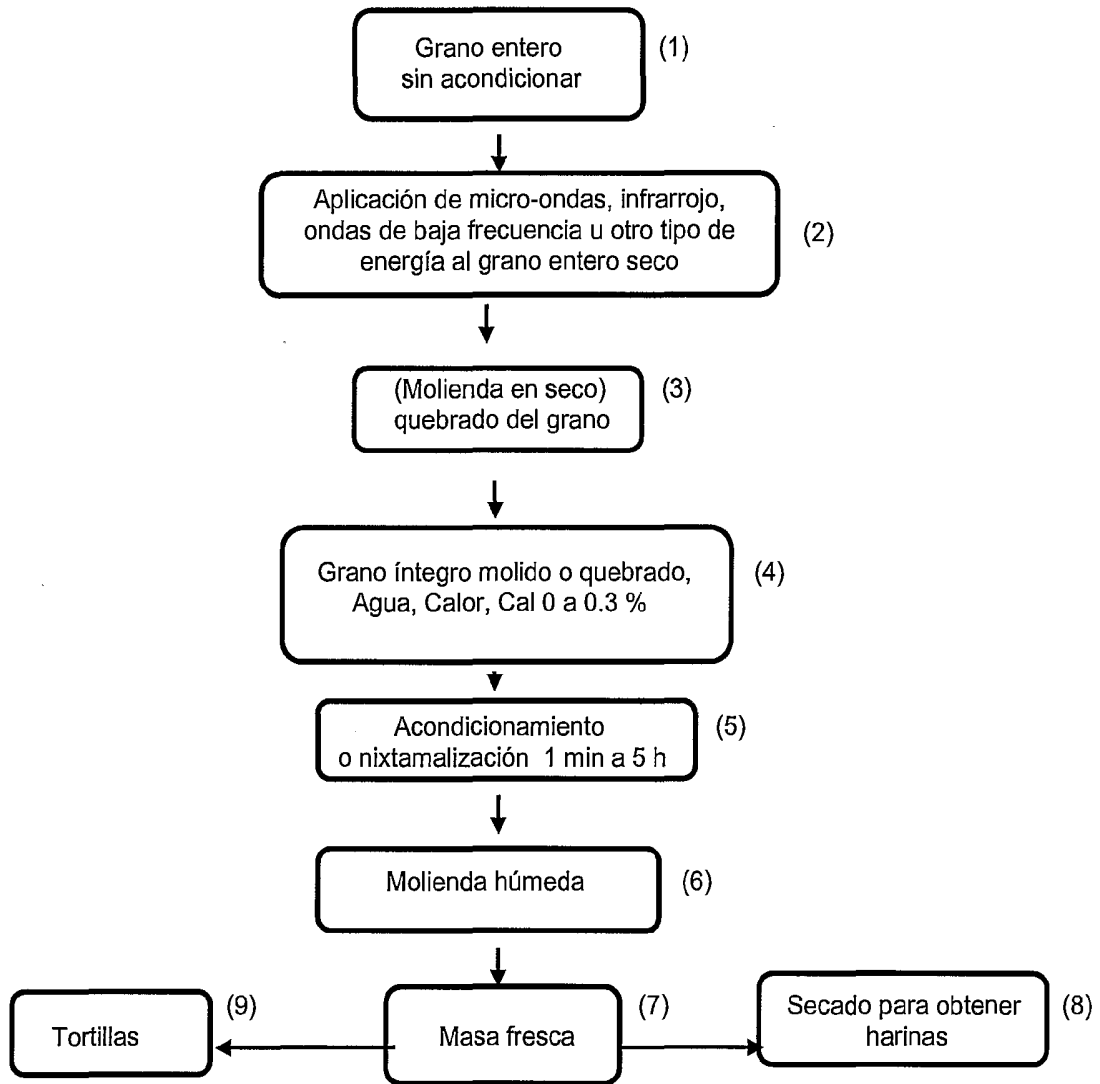 Grano entero
sin acondicionar
(1)
Aplicación de micro-ondas, infrarrojo,
ondas de baja frecuencia u otro tipo de
energía al grano entero seco
(2)
(Molienda en seco)
quebrado del grano
(3)
Grano íntegro molido o quebrado,
Agua, Calor, Cal 0 a 0.3 %
(4)
Acondicionamiento
o nixtamalización 1 min a 5 h
(5)
Molienda húmeda
(6)
Tortillas
(9)
Masa fresca
(7)
Secado para obtener
harinas
(8)